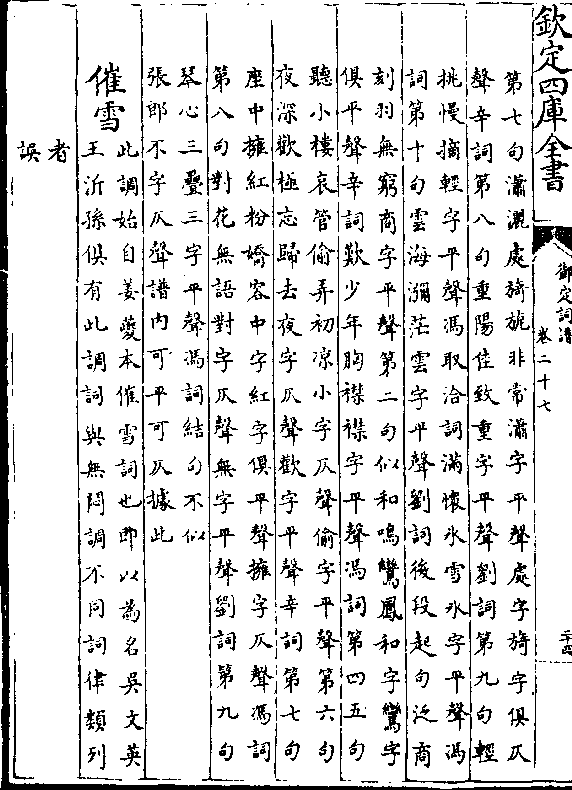 欽定四庫全書
御定詞譜
卷二十七
二十四
第七句瀟灑處旖旎非常瀟字平聲處字旖字俱仄
聲辛詞第八句重陽佳致重字平聲劉詞第九句輕
挑慢摘輕字平聲馮取洽詞滿懷氷雪氷字平聲馮
詞第十句雲海瀰茫雲字平聲劉詞後段起句泛商
刻羽無窮商字平聲第二句似和鳴鸞鳳和字鸞字
俱平聲辛詞歎少年胸襟襟字平聲馮詞第四五句
聽小樓哀管偷弄初凉小字仄聲偷字平聲第六句
夜深歡極忘歸去夜字仄聲歡字平聲辛詞第七句
座中擁紅粉嬌容中字紅字俱平聲擁字仄聲馮詞
第八句對花無語對字仄聲無字平聲劉詞第九句
琴心三疊三字平聲馮詞結句不似
張郎不字仄聲譜内可平可仄據此
催雪
此調始自姜夔本催雪詞也即以為名吳文英
王沂孫俱有此調詞與無悶調不同詞律類列
者
誤